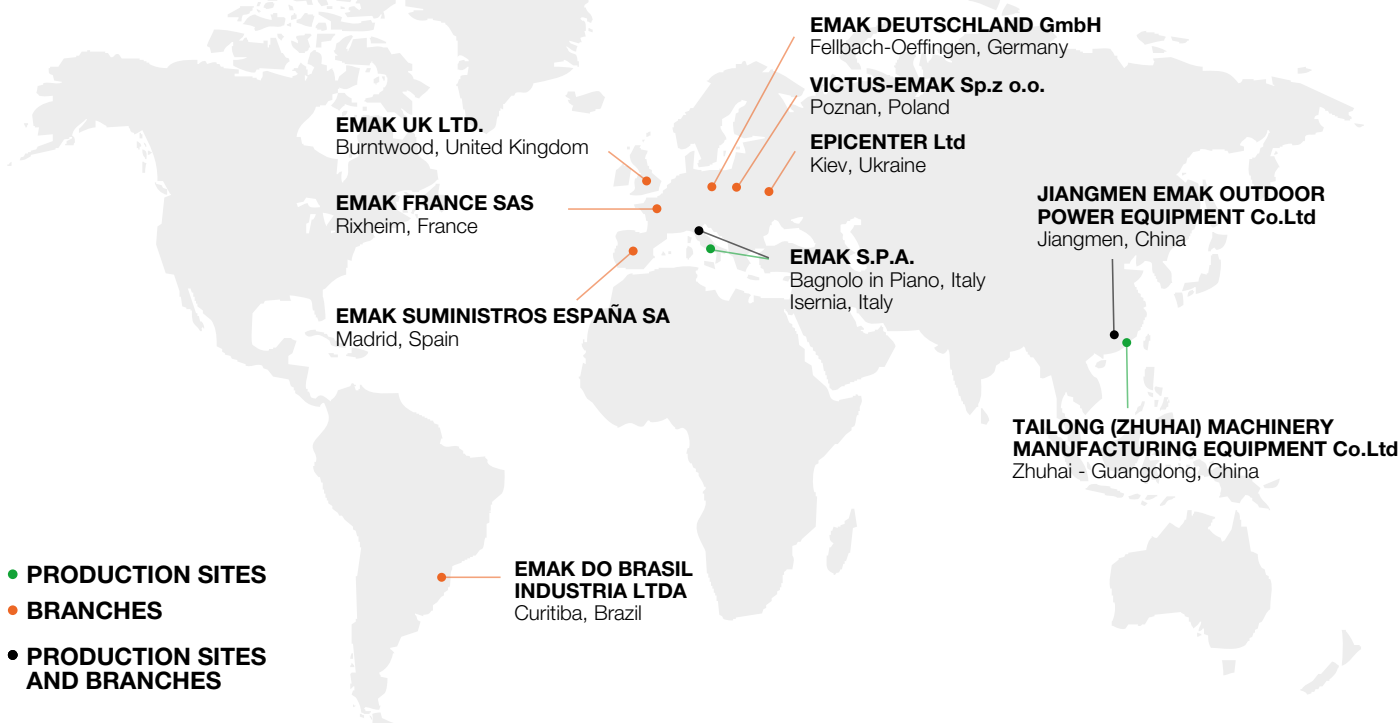 EMAK DEUTSCHLAND GmbH
Fellbach-Oeffingen, Germany
VICTUS-EMAK Sp.z o.o.
Poznan, Poland
EPICENTER Ltd
Kiev, Ukraine
EMAK UK LTD.
Burntwood, United Kingdom
EMAK FRANCE SAS
Rixheim, France
EMAK SUMINISTROS ESPAÑA SA
Madrid, Spain
EMAK S.P.A.
Bagnolo in Piano, Italy
Isernia, Italy
JIANGMEN EMAK OUTDOOR
POWER EQUIPMENT Co.Ltd
Jiangmen, China
TAILONG (ZHUHAI) MACHINERY
MANUFACTURING EQUIPMENT Co.Ltd
Zhuhai - Guangdong, China
EMAK DO BRASIL
INDUSTRIA LTDA
Curitiba, Brazil
PRODUCTION SITES
BRANCHES
PRODUCTION SITES
AND BRANCHES